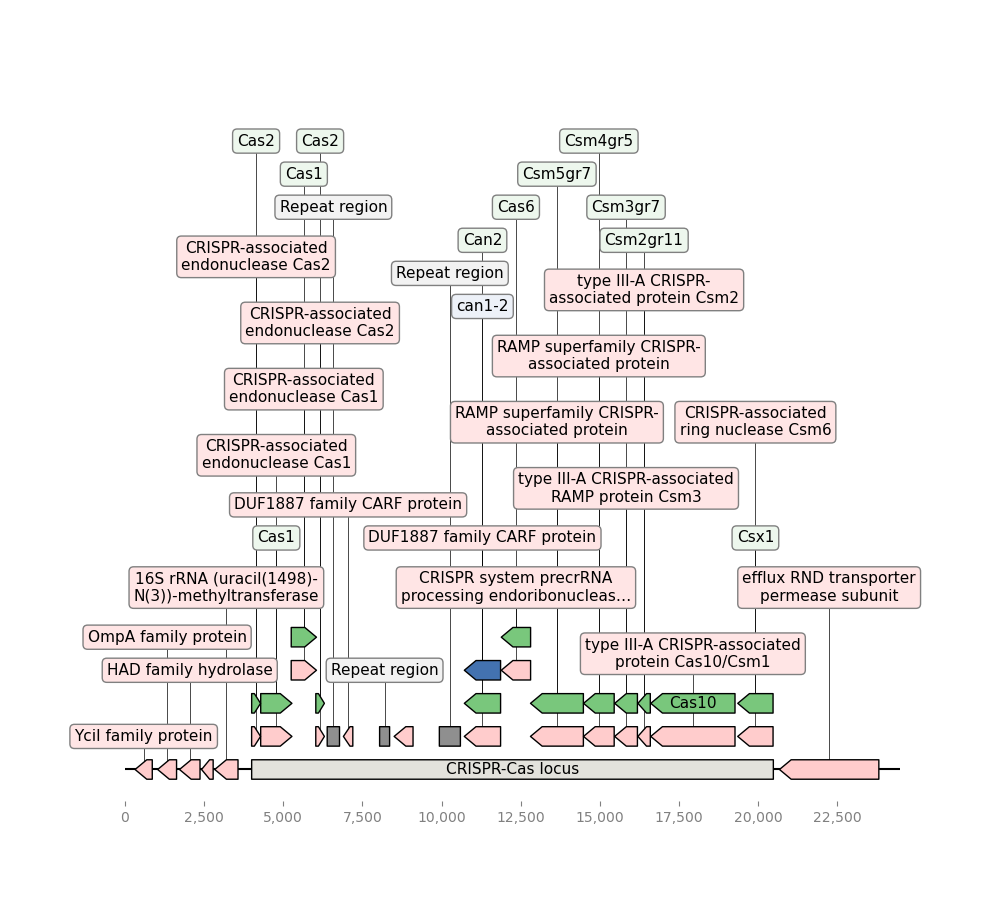 Cas2
Cas2
Csm4gr5
Cas1
Csm5gr7
Repeat region
Cas6
Csm3gr7
CRISPR-associated
endonuclease Cas2
Can2
Csm2gr11
Repeat region
type III-A CRISPR-
associated protein Csm2
can1-2
CRISPR-associated
endonuclease Cas2
RAMP superfamily CRISPR-
associated protein
CRISPR-associated
endonuclease Cas1
RAMP superfamily CRISPR-
associated protein
CRISPR-associated
ring nuclease Csm6
CRISPR-associated
endonuclease Cas1
type III-A CRISPR-associated
RAMP protein Csm3
DUF1887 family CARF protein
Cas1
DUF1887 family CARF protein
Csx1
16S rRNA (uracil(1498)-
N(3))-methyltransferase
CRISPR system precrRNA
processing endoribonucleas...
efflux RND transporter
permease subunit
OmpA family protein
type III-A CRISPR-associated
protein Cas10/Csm1
HAD family hydrolase
Repeat region
Cas10
YciI family protein
CRISPR-Cas locus
0 2,500 5,000 7,500 10,000 12,500 15,000 17,500 20,000 22,500